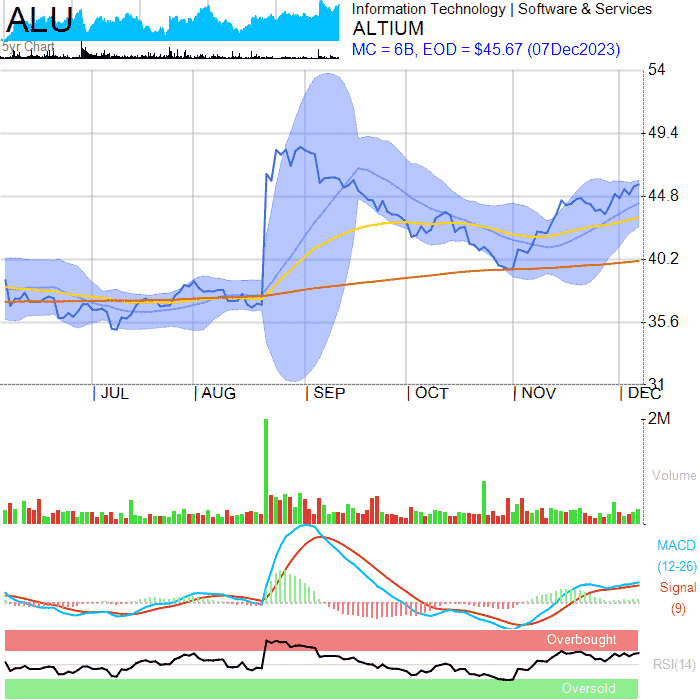 ALU
5yr Chart
Information Technology | Software & Services
ALTIUM
MC = 6B, EOD = $45.67 (07Dec2023)
54
49.4
44.8
40.2
35.6
31
JUL AUG SEP OCT NOV DEC
2M
Volume
MACD
(12-26)
Signal
(9)
Overbought
RSI(14)
Oversold